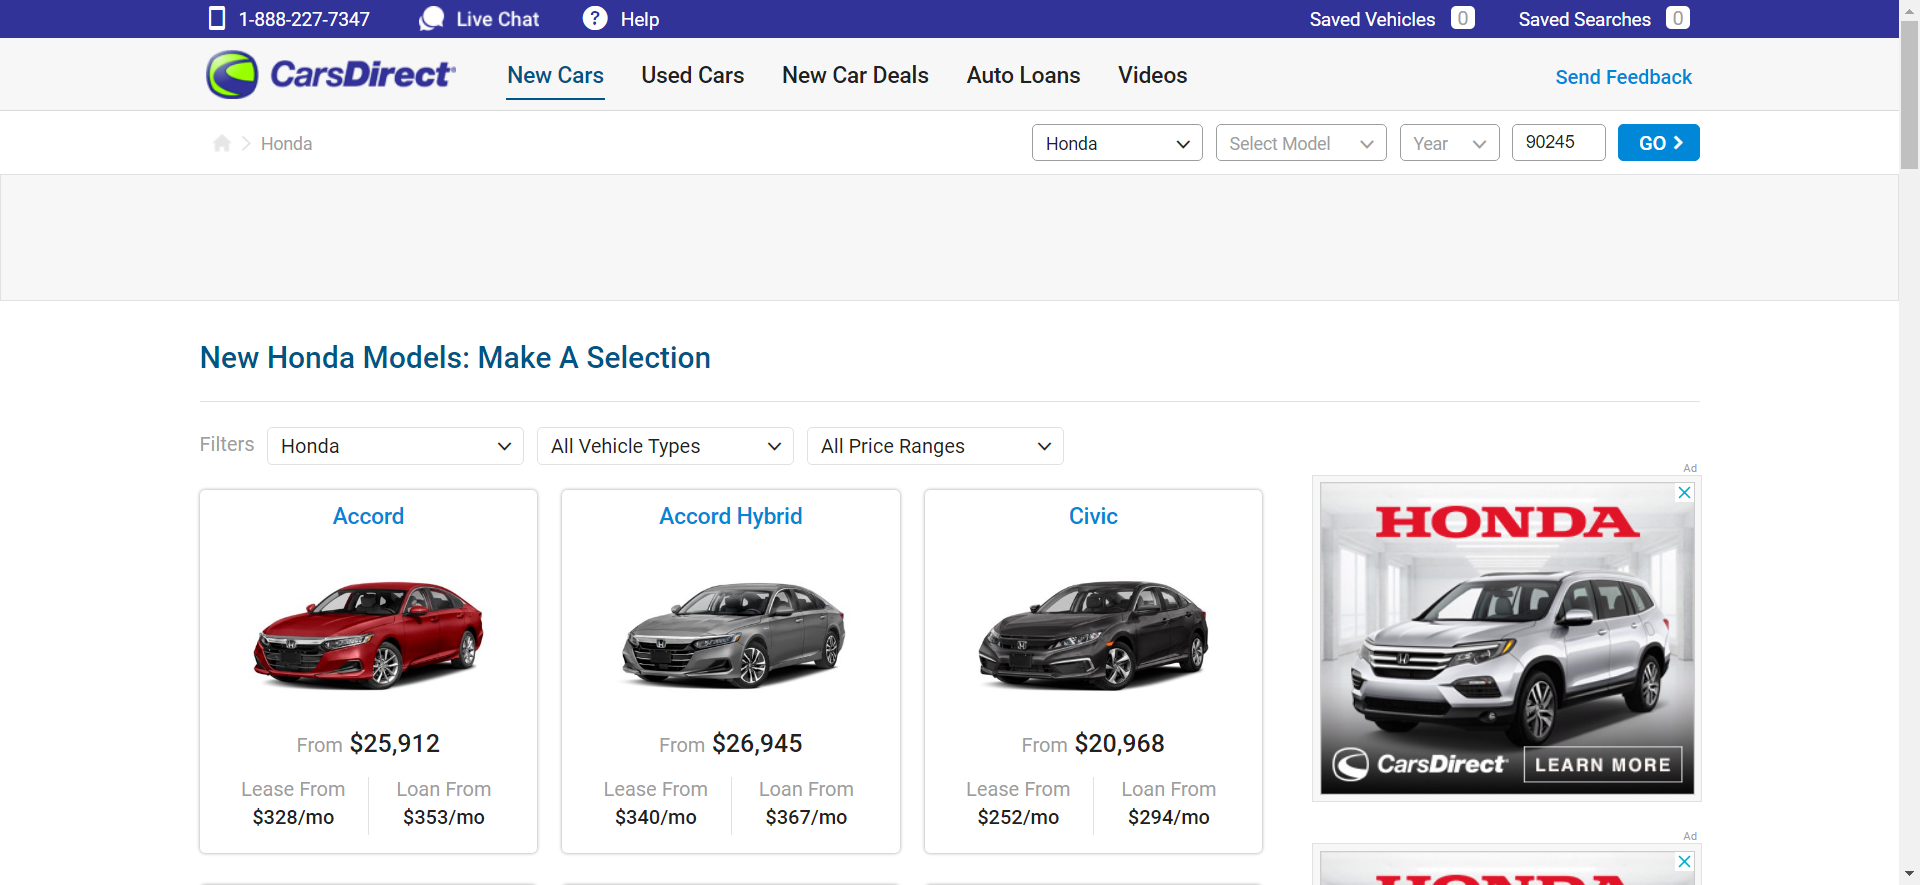 1-888-227-7347 Live Chat ? Help Saved Vehicles 0 Saved Searches 0
CarsDirect New Cars Used Cars New Car Deals Auto Loans Videos Send Feedback
Honda Honda Select Model Year 90245 GO
New Honda Models: Make A Selection
Filters Honda All Vehicle Types All Price Ranges
Accord
From $25,912
Lease From Loan From
$328/mo $353/mo
Accord Hybrid
From $26,945
Lease From Loan From
$340/mo $367/mo
Civic
From $20,968
Lease From Loan From
$252/mo $294/mo
Ad
HONDA
CarsDirect LEARN MORE
Ad
HONDA